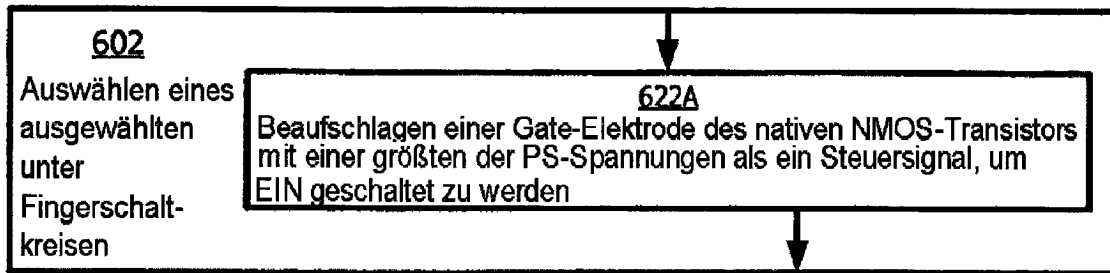 602
Auswählen eines
ausgewählten
unter
Fingerschalt-
kreisen
622A
Beaufschlagen einer Gate-Elektrode des nativen NMOS-Transistors
mit einer größten der PS-Spannungen als ein Steuersignal, um
EIN geschaltet zu werden